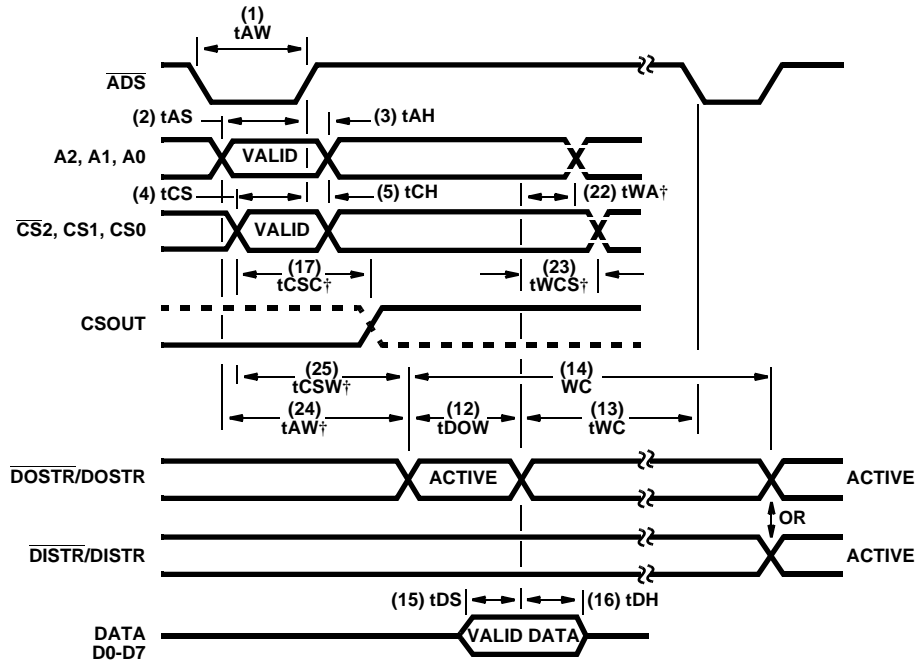 (1)
tAW
ADS
(2) tAS
(3) tAH
A2, A1, A0
VALID
(4) tCS
(5) tCH
(22) tWA†
CS2, CS1, CS0
VALID
(17)
tCSC†
(23)
tWCS†
CSOUT
(25)
tCSW†
(14)
WC
(24)
tAW†
(12)
tDOW
(13)
tWC
DOSTR/DOSTR
ACTIVE
ACTIVE
OR
DISTR/DISTR
ACTIVE
(15) tDS
(16) tDH
DATA
D0-D7
VALID DATA